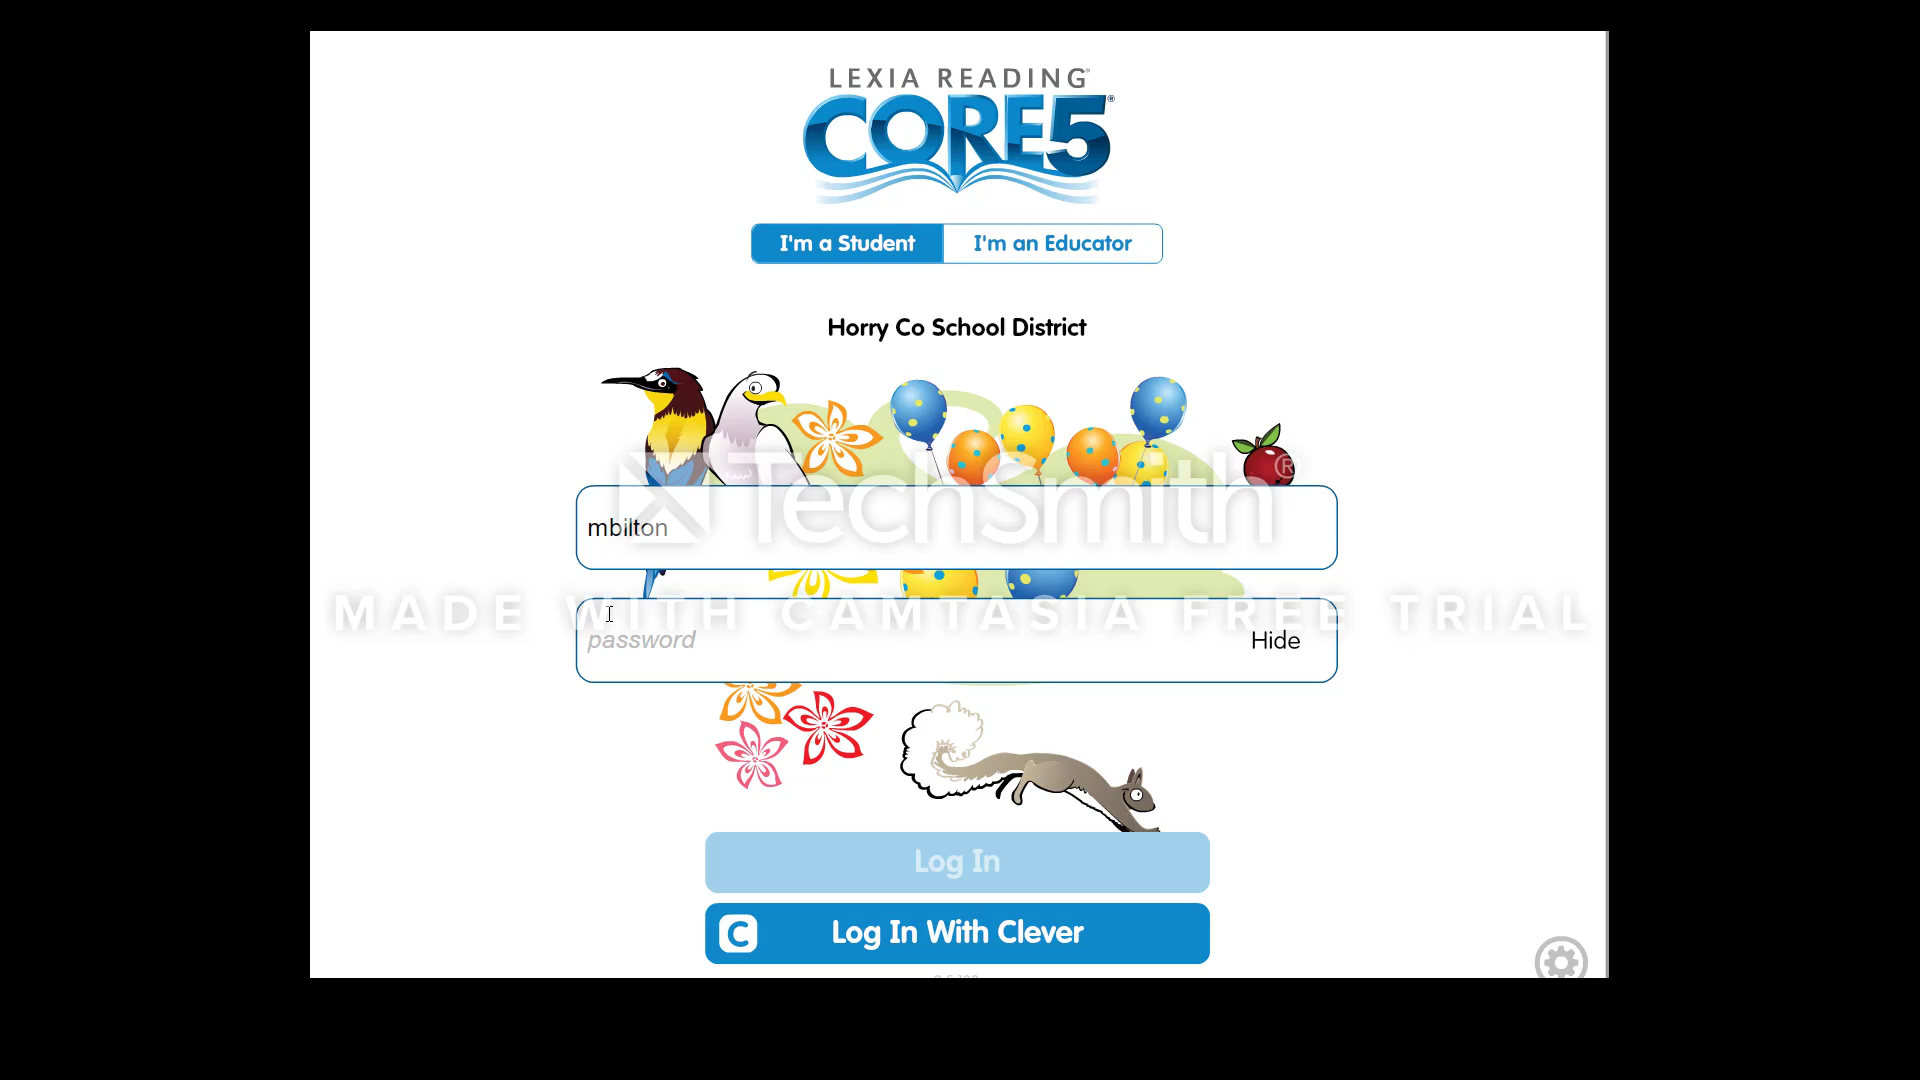 LEXIA READING™
CORE5®
I'm a Student
I'm an Educator
Horry Co School District
TechSmith®
mbilton
MADE WITH CAMTASIA FREE TRIAL
password
Hide
Log In
C
Log In With Clever